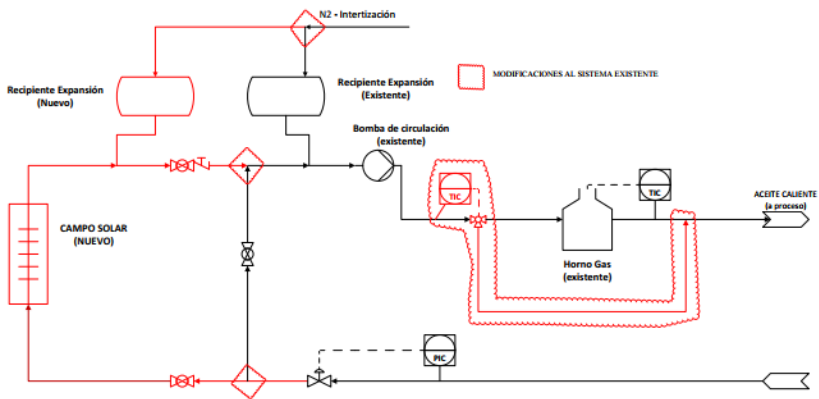 N2 - Intertización
MODIFICACIONES AL SISTEMA EXISTENTE
Recipiente Expansión
(Nuevo)
Recipiente Expansión
(Existente)
Bomba de circulación
(existente)
TIC
TIC
ACEITE CALIENTE
(a proceso)
CAMPO SOLAR
(NUEVO)
Horno Gas
(existente)
PIC